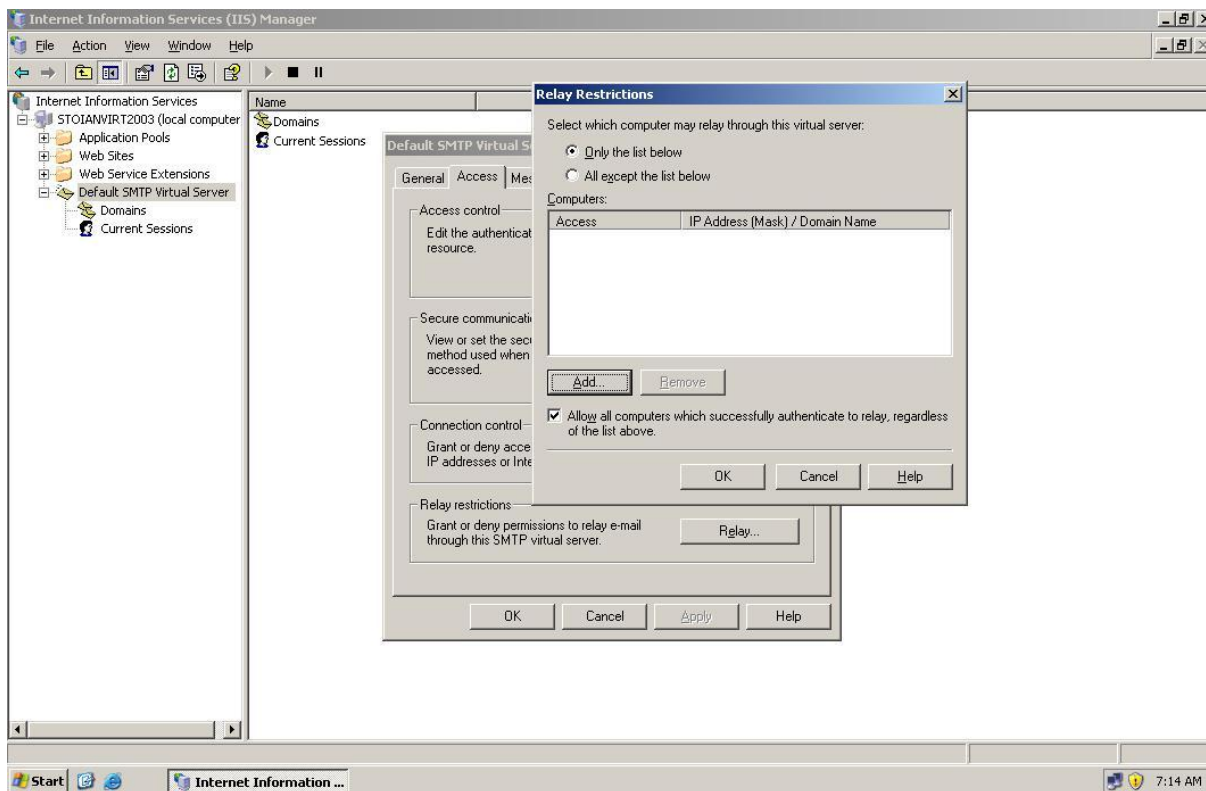 Internet Information Services (IIS) Manager
File Action View Window Help
Internet Information Services
STOIANVIRT2003 (local computer
Application Pools
Web Sites
Web Service Extensions
Default SMTP Virtual Server
Domains
Current Sessions
Name
Domains
Current Sessions
Default SMTP Virtual S
General Access Mes
Access control
Edit the authenticat
resource.
Secure communicati
View or set the secu
method used when
accessed.
Connection control
Grant or deny acce
IP addresses or Inte
Relay restrictions
Grant or deny permissions to relay e-mail
through this SMTP virtual server.
Relay...
OK Cancel Apply Help
Relay Restrictions
Select which computer may relay through this virtual server:
Only the list below
All except the list below
Computers:
Access IP Address (Mask) / Domain Name
Add... Remove
Allow all computers which successfully authenticate to relay, regardless
of the list above.
OK Cancel Help
Start Internet Information ... 7:14 AM